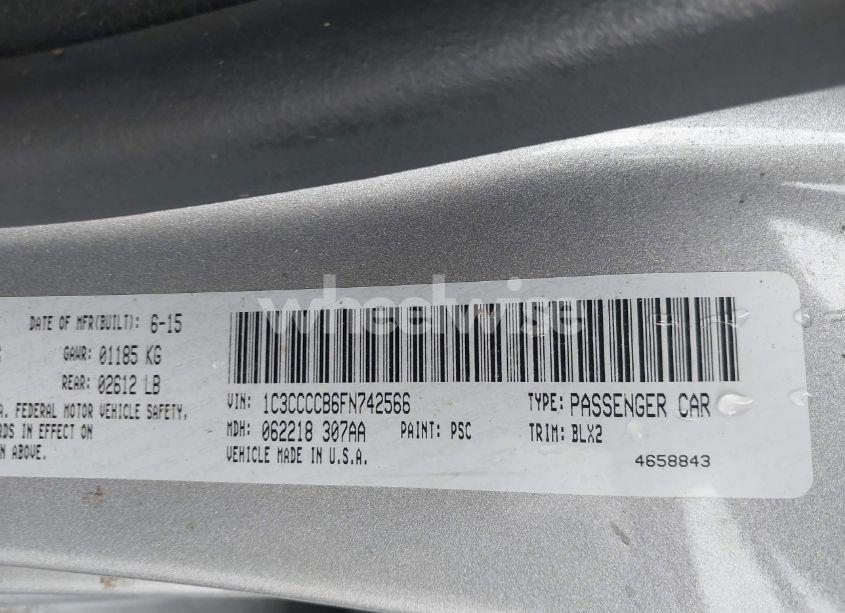 DATE OF MFR(BUILT): 6-15
GAWR: 01185 KG
REAR: 02612 LB
FEDERAL MOTOR VEHICLE SAFETY,
IN EFFECT ON
ABOVE.
wheelwise
VIN: 1C3CCCCB6FN742566 TYPE: PASSENGER CAR
MDH: 062218 307AA PAINT: PSC TRIM: BLX2
VEHICLE MADE IN U.S.A. 4658843